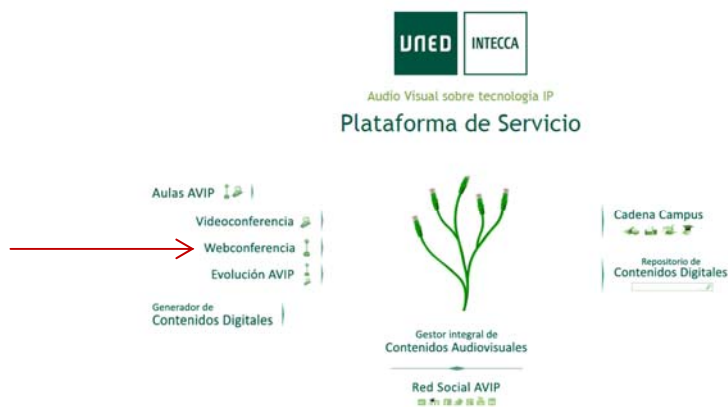 UNED
INTECCA
Audio Visual sobre tecnología IP
Plataforma de Servicio
Aulas AVIP
Videoconferencia
Webconferencia
Evolución AVIP
Generador de
Contenidos Digitales
Cadena Campus
Repositorio de
Contenidos Digitales
Gestor integral de
Contenidos Audiovisuales
Red Social AVIP